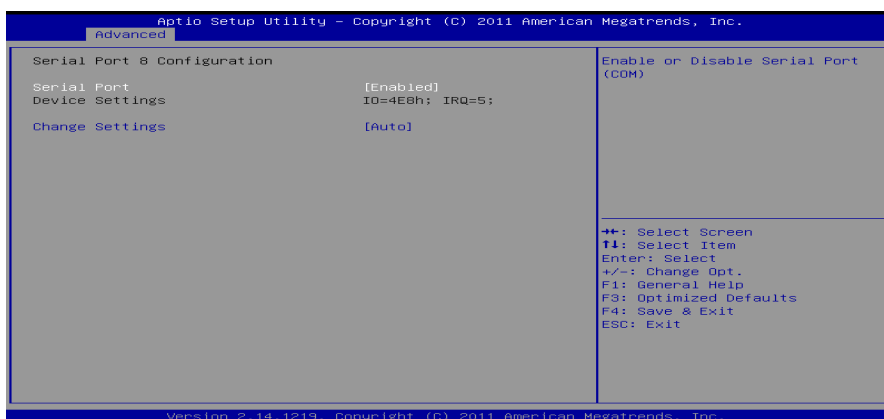 Aptio Setup Utility – Copyright (C) 2011 American Megatrends, Inc.
Advanced
Serial Port 8 Configuration
Serial Port [Enabled]
Device Settings IO=4E8h; IRQ=5;
Change Settings [Auto]
Enable or Disable Serial Port
(COM)
→←: Select Screen
↑↓: Select Item
Enter: Select
+/-: Change Opt.
F1: General Help
F3: Optimized Defaults
F4: Save & Exit
ESC: Exit
Version 2.14.1219. Copyright (C) 2011 American Megatrends, Inc.